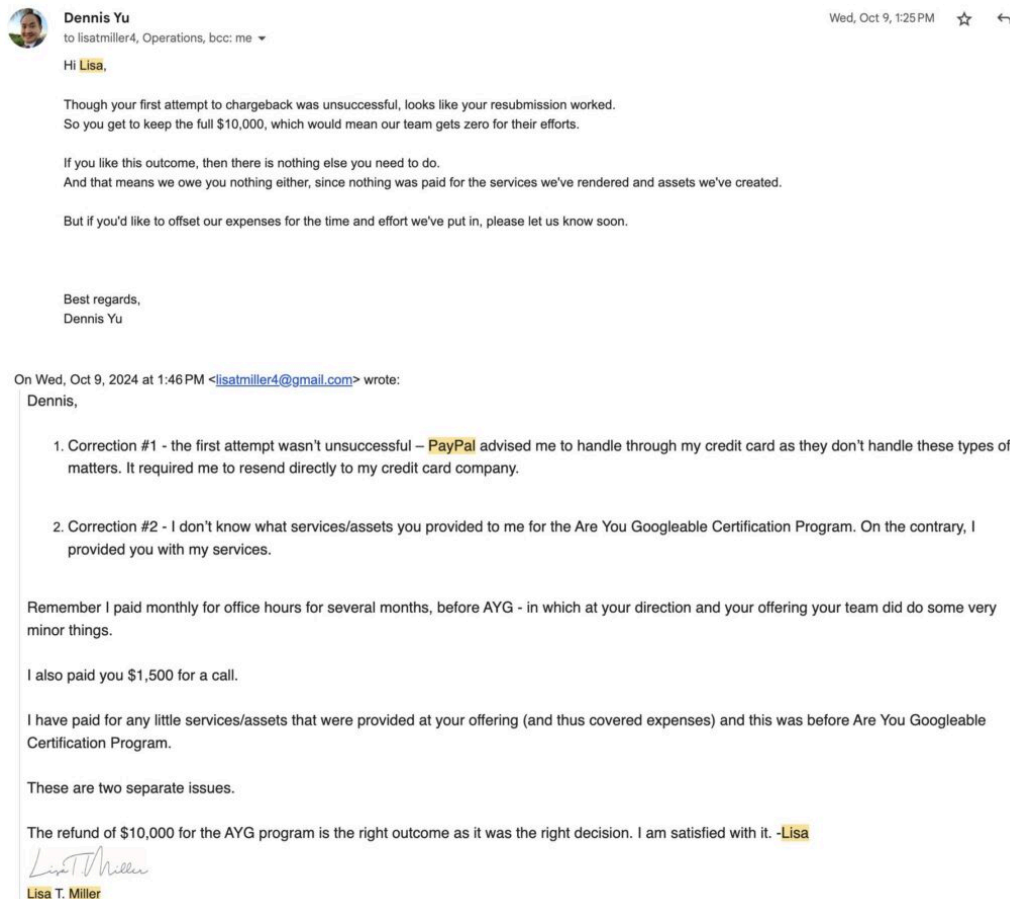 Dennis Yu
Wed, Oct 9, 1:25 PM
to lisatmiller4, Operations, bcc: me
Hi Lisa,
Though your first attempt to chargeback was unsuccessful, looks like your resubmission worked.
So you get to keep the full $10,000, which would mean our team gets zero for their efforts.
If you like this outcome, then there is nothing else you need to do.
And that means we owe you nothing either, since nothing was paid for the services we've rendered and assets we've created.
But if you'd like to offset our expenses for the time and effort we've put in, please let us know soon.
Best regards,
Dennis Yu
On Wed, Oct 9, 2024 at 1:46 PM <lisatmiller4@gmail.com> wrote:
Dennis,
1. Correction #1 - the first attempt wasn't unsuccessful – PayPal advised me to handle through my credit card as they don't handle these types of
matters. It required me to resend directly to my credit card company.
2. Correction #2 - I don't know what services/assets you provided to me for the Are You Googleable Certification Program. On the contrary, I
provided you with my services.
Remember I paid monthly for office hours for several months, before AYG - in which at your direction and your offering your team did do some very
minor things.
I also paid you $1,500 for a call.
I have paid for any little services/assets that were provided at your offering (and thus covered expenses) and this was before Are You Googleable
Certification Program.
These are two separate issues.
The refund of $10,000 for the AYG program is the right outcome as it was the right decision. I am satisfied with it. -Lisa
Lisa T. Miller
Lisa T. Miller